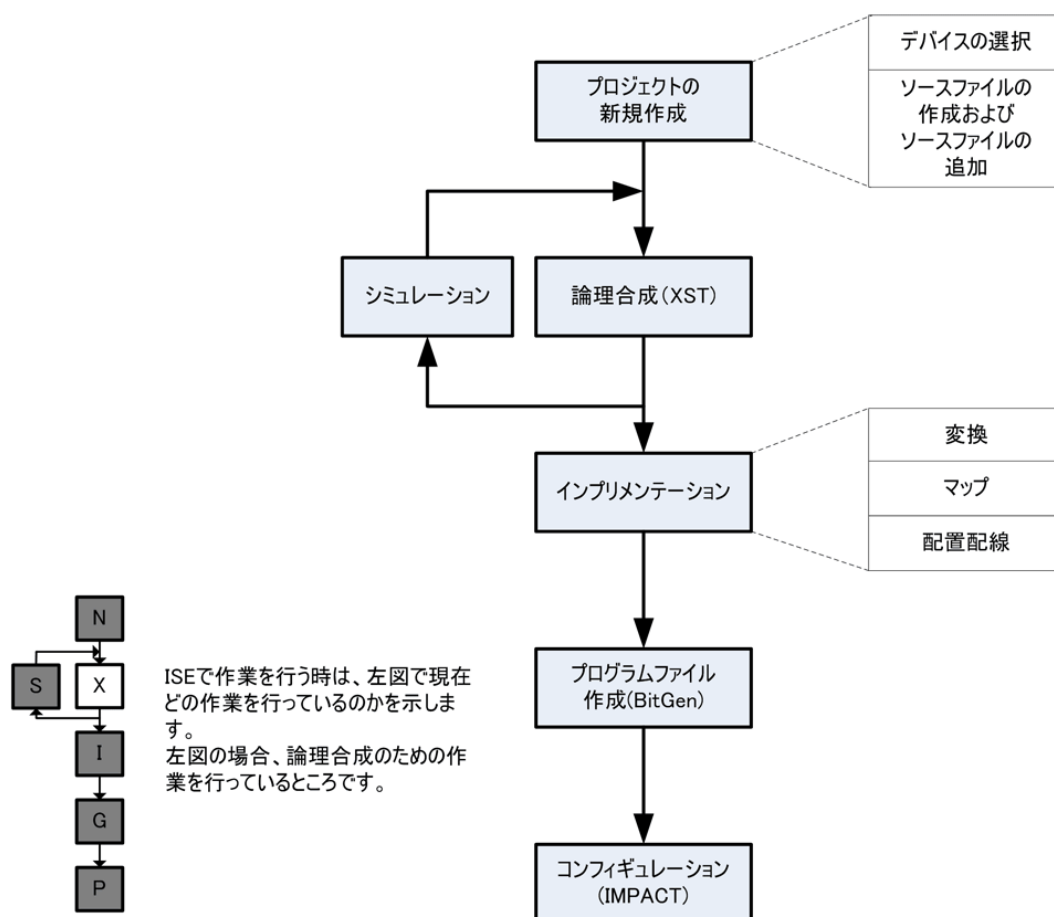 デバイスの選択
ソースファイルの
作成および
ソースファイルの
追加
プロジェクトの
新規作成
シミュレーション
論理合成(XST)
変換
マップ
配置配線
インプリメンテーション
N
S
X
I
G
P
ISEで作業を行う時は、左図で現在
どの作業を行っているのかを示しま
す。
左図の場合、論理合成のための作
業を行っているところです。
プログラムファイル
作成(BitGen)
コンフィギュレーション
(IMPACT)